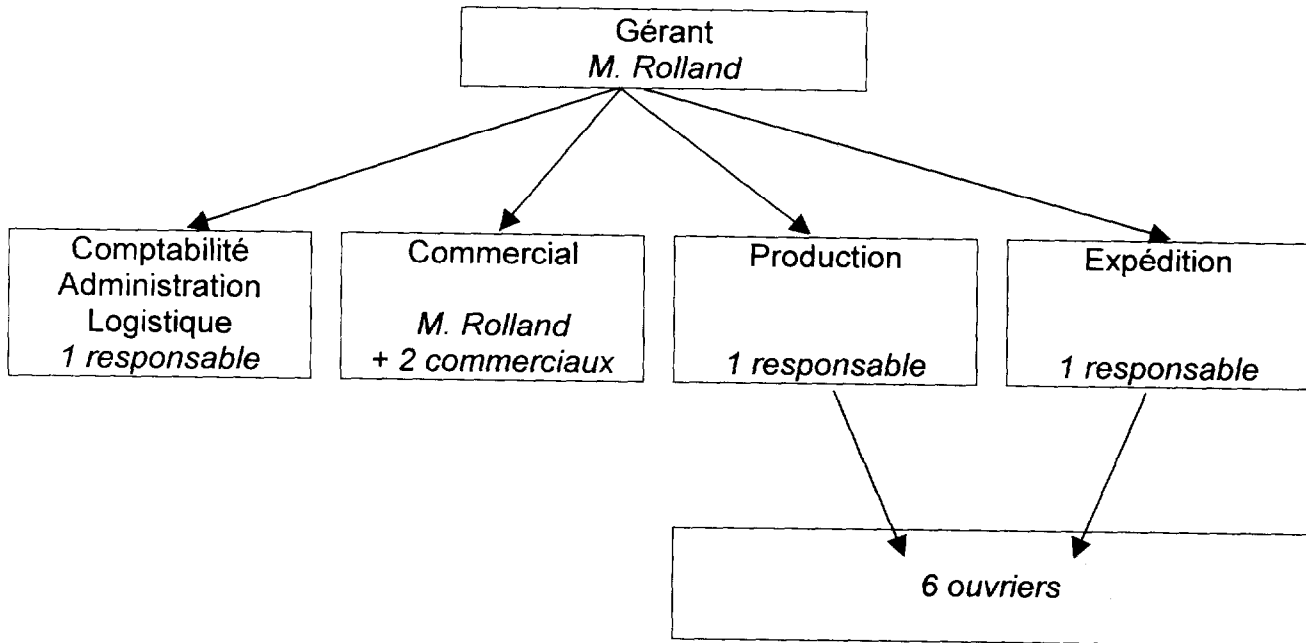 Gérant
M. Rolland
Comptabilité
Administration
Logistique
1 responsable
Commercial
M. Rolland
+ 2 commerciaux
Production
1 responsable
Expédition
1 responsable
6 ouvriers